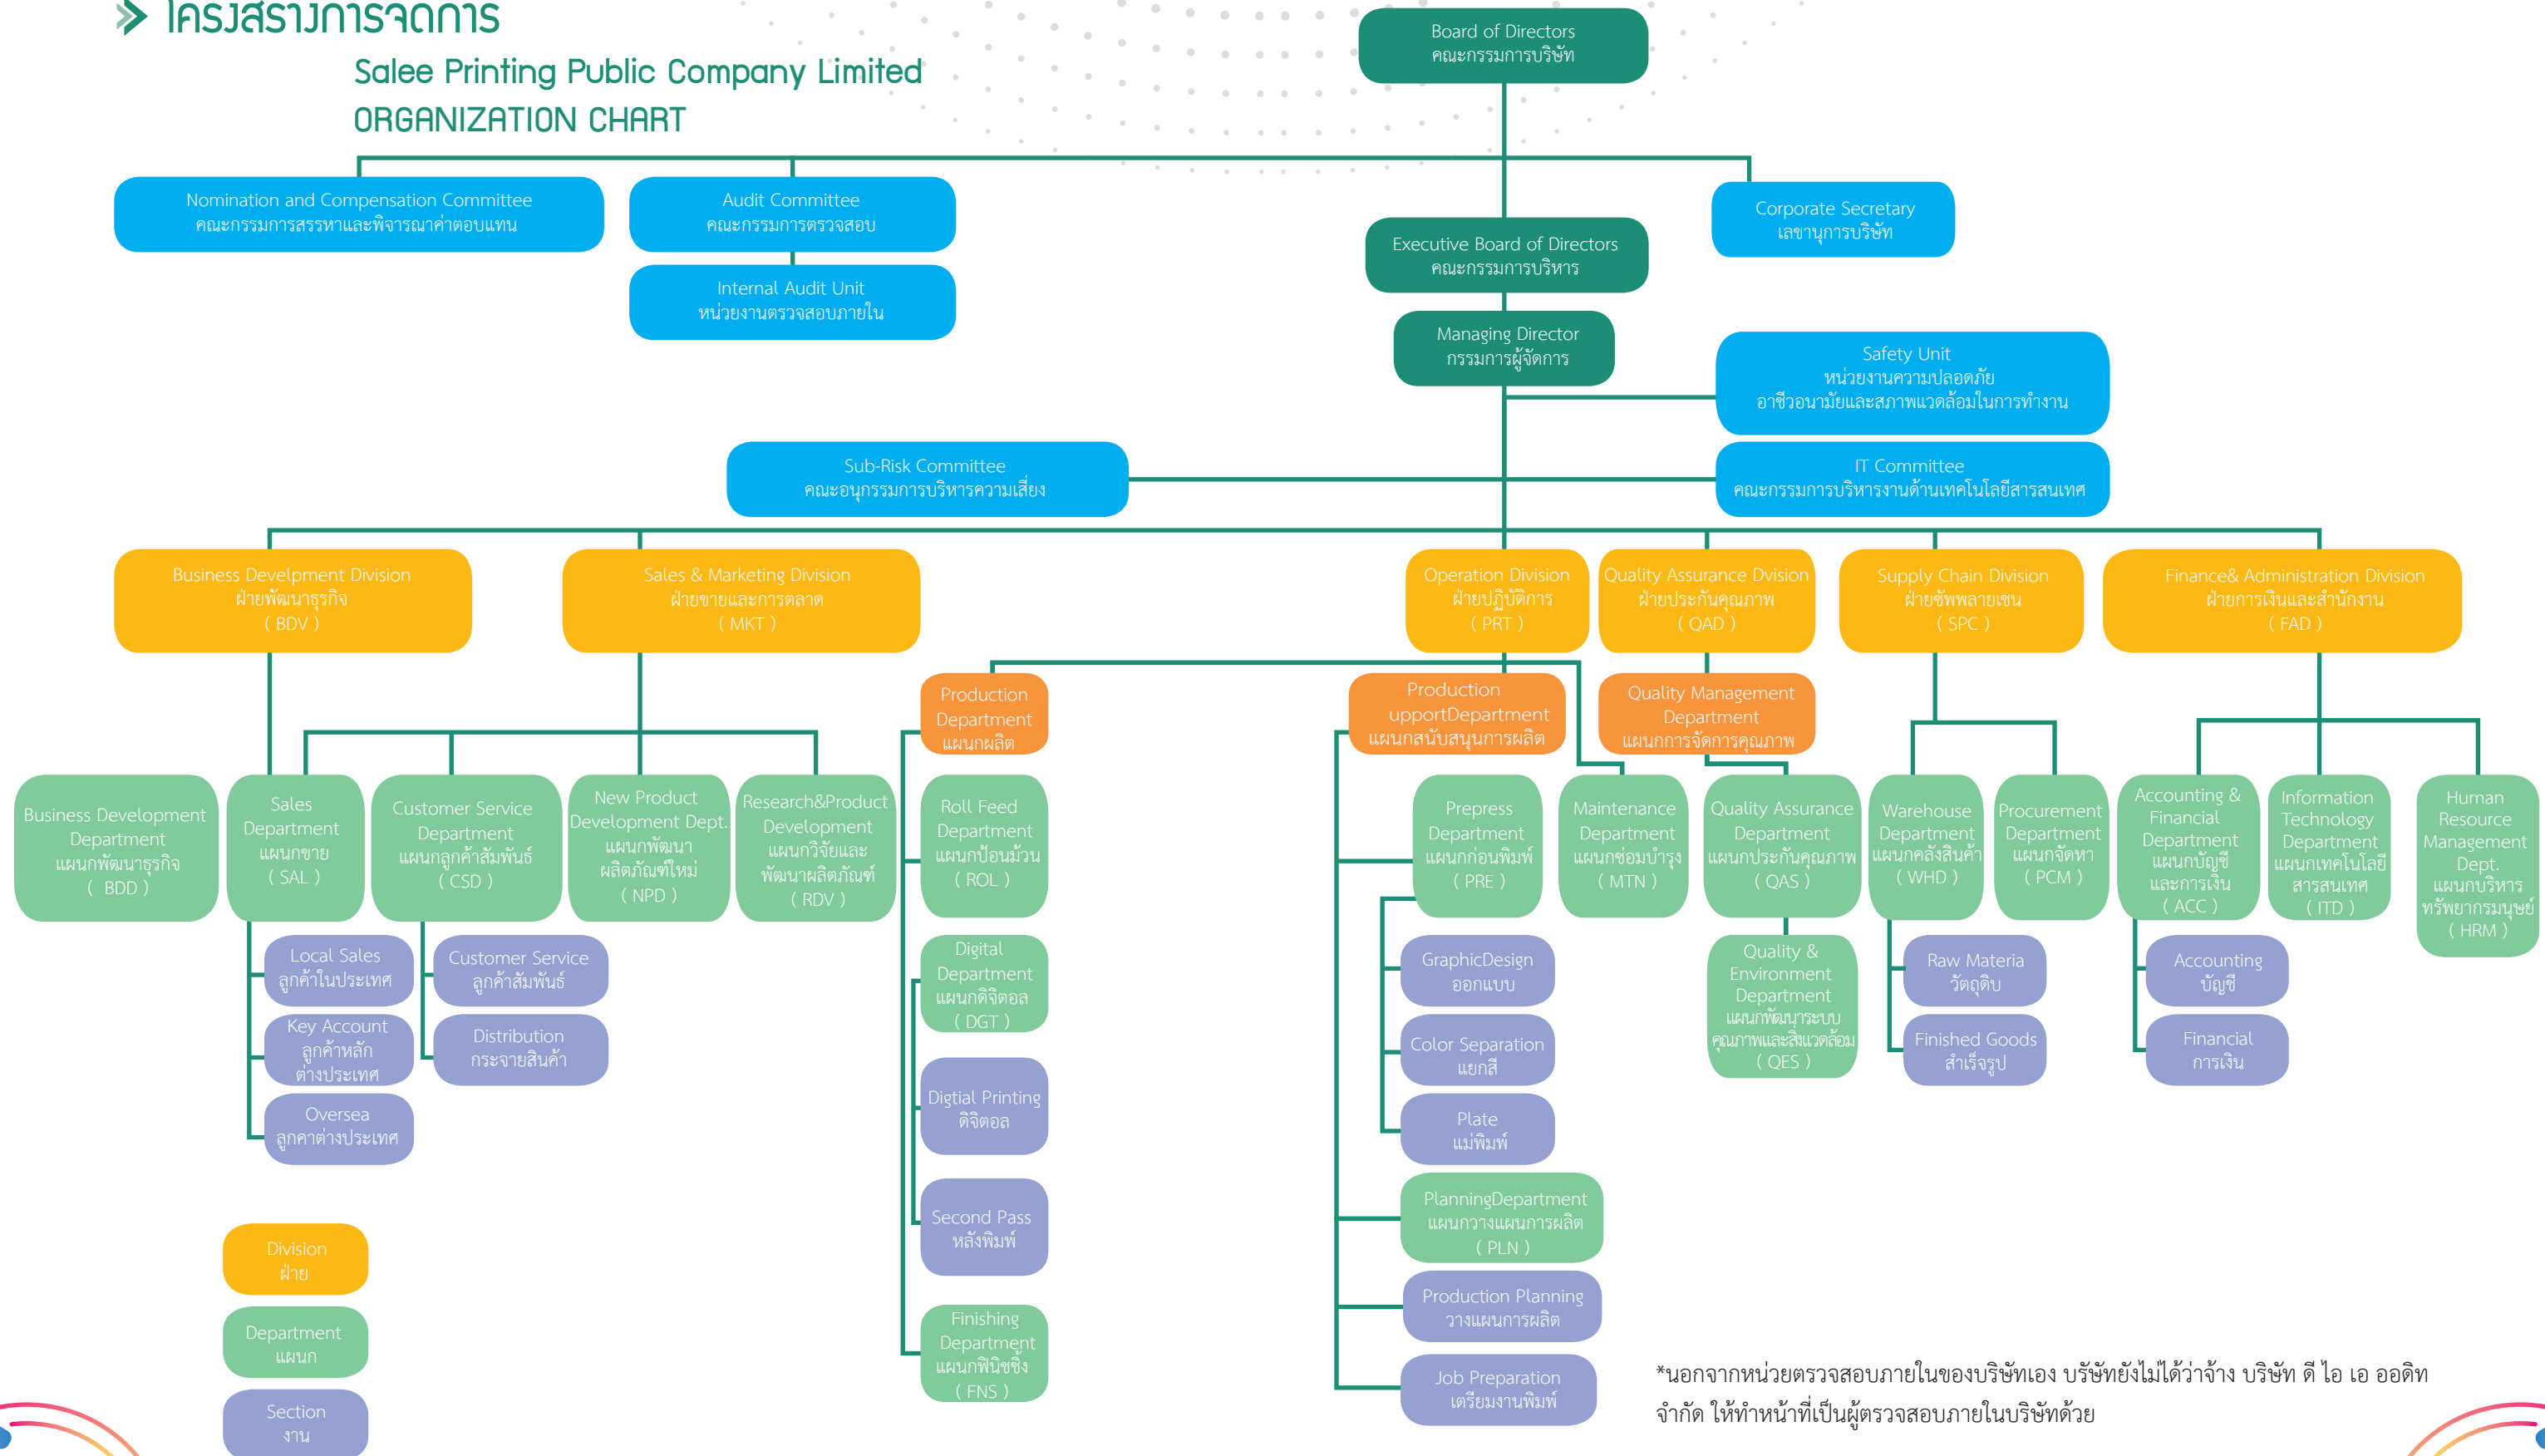 โครงสร้างการจัดการ
Salee Printing Public Company Limited
ORGANIZATION CHART
Board of Directors
คณะกรรมการบริษัท
Nomination and Compensation Committee
คณะกรรมการสรรหาและพิจารณาค่าตอบแทน
Audit Committee
คณะกรรมการตรวจสอบ
Corporate Secretary
เลขานุการบริษัท
Executive Board of Directors
คณะกรรมการบริหาร
Internal Audit Unit
หน่วยงานตรวจสอบภายใน
Managing Director
กรรมการผู้จัดการ
Safety Unit
หน่วยงานความปลอดภัย
อาชีวอนามัยและสภาพแวดล้อมในการทำงาน
Sub-Risk Committee
คณะอนุกรรมการบริหารความเสี่ยง
IT Committee
คณะกรรมการบริหารงานด้านเทคโนโลยีสารสนเทศ
Business Develpment Division
ฝ่ายพัฒนาธุรกิจ
( BDV )
Sales & Marketing Division
ฝ่ายขายและการตลาด
( MKT )
Operation Division
ฝ่ายปฏิบัติการ
( PRT )
Quality Assurance Dvision
ฝ่ายประกันคุณภาพ
( QAD )
Supply Chain Division
ฝ่ายซัพพลายเชน
( SPC )
Finance& Administration Division
ฝ่ายการเงินและสำนักงาน
( FAD )
Production
Department
แผนกผลิต
Production
upportDepartment
แผนกสนับสนุนการผลิต
Quality Management
Department
แผนกการจัดการคุณภาพ
Business Development
Department
แผนกพัฒนาธุรกิจ
( BDD )
Sales
Department
แผนกขาย
( SAL )
Customer Service
Department
แผนกลูกค้าสัมพันธ์
( CSD )
New Product
Development Dept.
แผนกพัฒนา
ผลิตภัณฑ์ใหม่
( NPD )
Research&Product
Development
แผนกวิจัยและ
พัฒนาผลิตภัณฑ์
( RDV )
Roll Feed
Department
แผนกป้อนม้วน
( ROL )
Prepress
Department
แผนกก่อนพิมพ์
( PRE )
Maintenance
Department
แผนกซ่อมบำรุง
( MTN )
Quality Assurance
Department
แผนกประกันคุณภาพ
( QAS )
Warehouse
Department
แผนกคลังสินค้า
( WHD )
Procurement
Department
แผนกจัดหา
( PCM )
Accounting &
Financial
Department
แผนกบัญชี
และการเงิน
( ACC )
Information
Technology
Department
แผนกเทคโนโลยี
สารสนเทศ
( ITD )
Human
Resource
Management
Dept.
แผนกบริหาร
ทรัพยากรมนุษย์
( HRM )
Local Sales
ลูกค้าในประเทศ
Key Account
ลูกค้าหลัก
ต่างประเทศ
Oversea
ลูกคาต่างประเทศ
Customer Service
ลูกค้าสัมพันธ์
Distribution
กระจายสินค้า
Digital
Department
แผนกดิจิตอล
( DGT )
Digtial Printing
ดิจิตอล
Second Pass
หลังพิมพ์
Finishing
Department
แผนกฟินิชชิ้ง
( FNS )
GraphicDesign
ออกแบบ
Color Separation
แยกสี
Plate
แม่พิมพ์
PlanningDepartment
แผนกวางแผนการผลิต
( PLN )
Production Planning
วางแผนการผลิต
Job Preparation
เตรียมงานพิมพ์
Quality &
Environment
Department
แผนกพัฒนาระบบ
คุณภาพและสิ่งแวดล้อม
( QES )
Raw Materia
วัตถุดิบ
Finished Goods
สำเร็จรูป
Accounting
บัญชี
Financial
การเงิน
Division
ฝ่าย
Department
แผนก
Section
งาน
*นอกจากหน่วยตรวจสอบภายในของบริษัทเอง บรัษัทยังไม่ได้ว่าจ้าง บริษัท ดี ไอ เอ ออดิท
จำกัด ให้ทำหน้าที่เป็นผู้ตรวจสอบภายในบริษัทด้วย